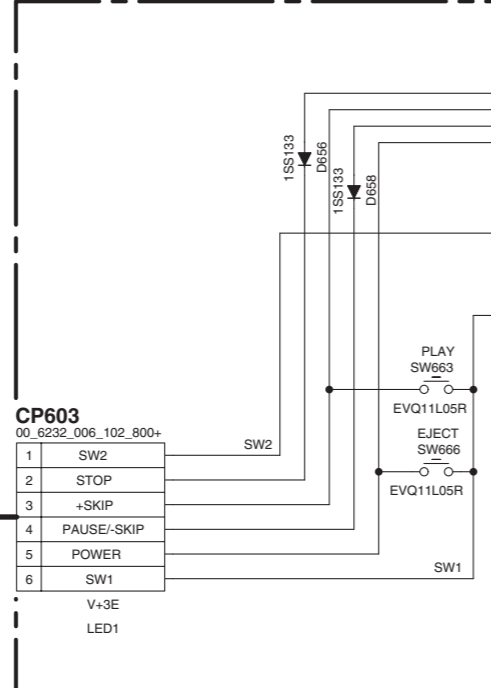 1SS133
D656
1SS133
D658
PLAY
SW663
EVQ11L05R
EJECT
SW666
EVQ11L05R
CP603
00_6232_006_102_800+
SW2
1 SW2
2 STOP
3 +SKIP
4 PAUSE/-SKIP
5 POWER
6 SW1
SW1
V+3E
LED1